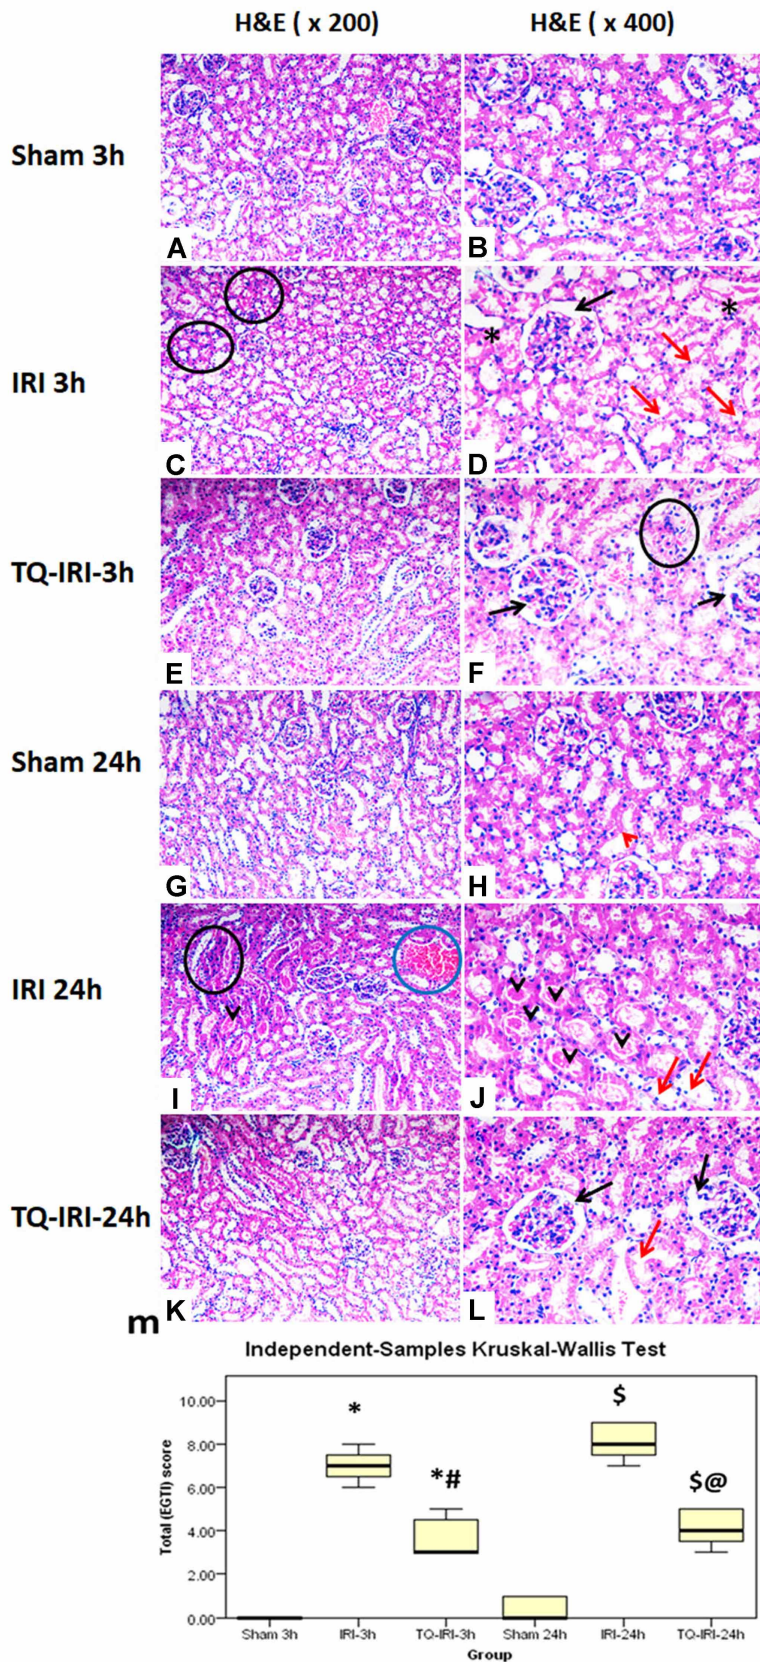 H&E ( x 200) H&E ( x 400)
Sham 3h
A B
* *
IRI 3h
C D
TQ-IRI-3h
E F
Sham 24h
G H
IRI 24h
I J
TQ-IRI-24h
K L
m
Independent-Samples Kruskal-Wallis Test
10.00
8.00
6.00
4.00
2.00
0.00
Total (EGTI) score
* *# $ $@
Sham 3h IRI-3h TQ-IRI-3h Sham 24h IRI-24h TQ-IRI-24h
Group